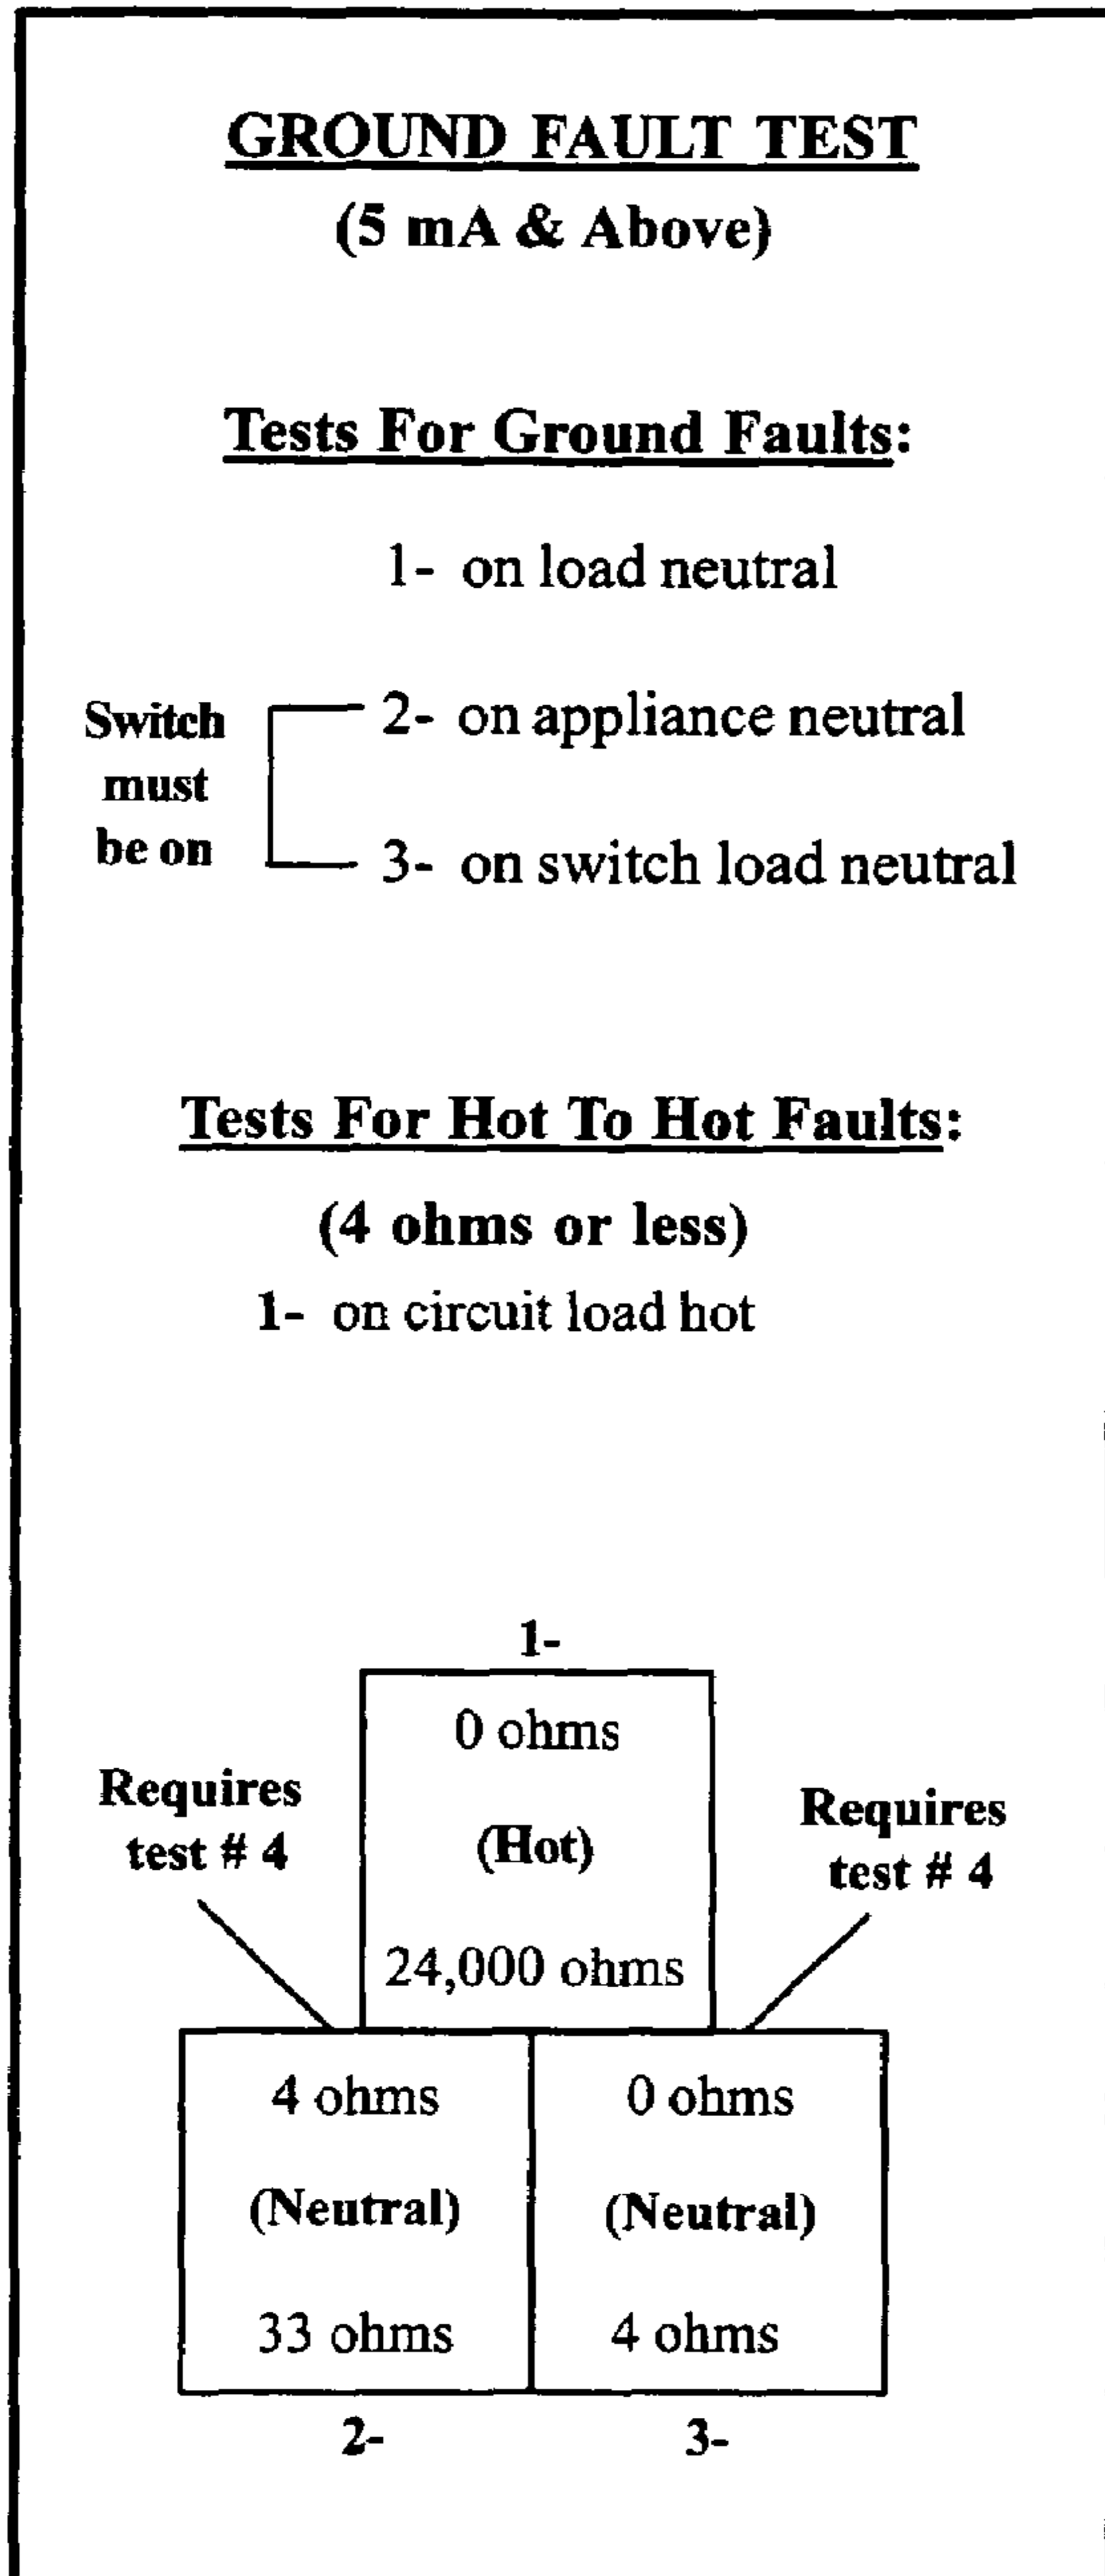 GROUND FAULT TEST
(5 mA & Above)
Tests For Ground Faults:
1- on load neutral
Switch
must
be on
2- on appliance neutral
3- on switch load neutral
Tests For Hot To Hot Faults:
(4 ohms or less)
1- on circuit load hot
1-
0 ohms
(Hot)
24,000 ohms
Requires
test # 4
Requires
test # 4
4 ohms
(Neutral)
33 ohms
0 ohms
(Neutral)
4 ohms
2-
3-